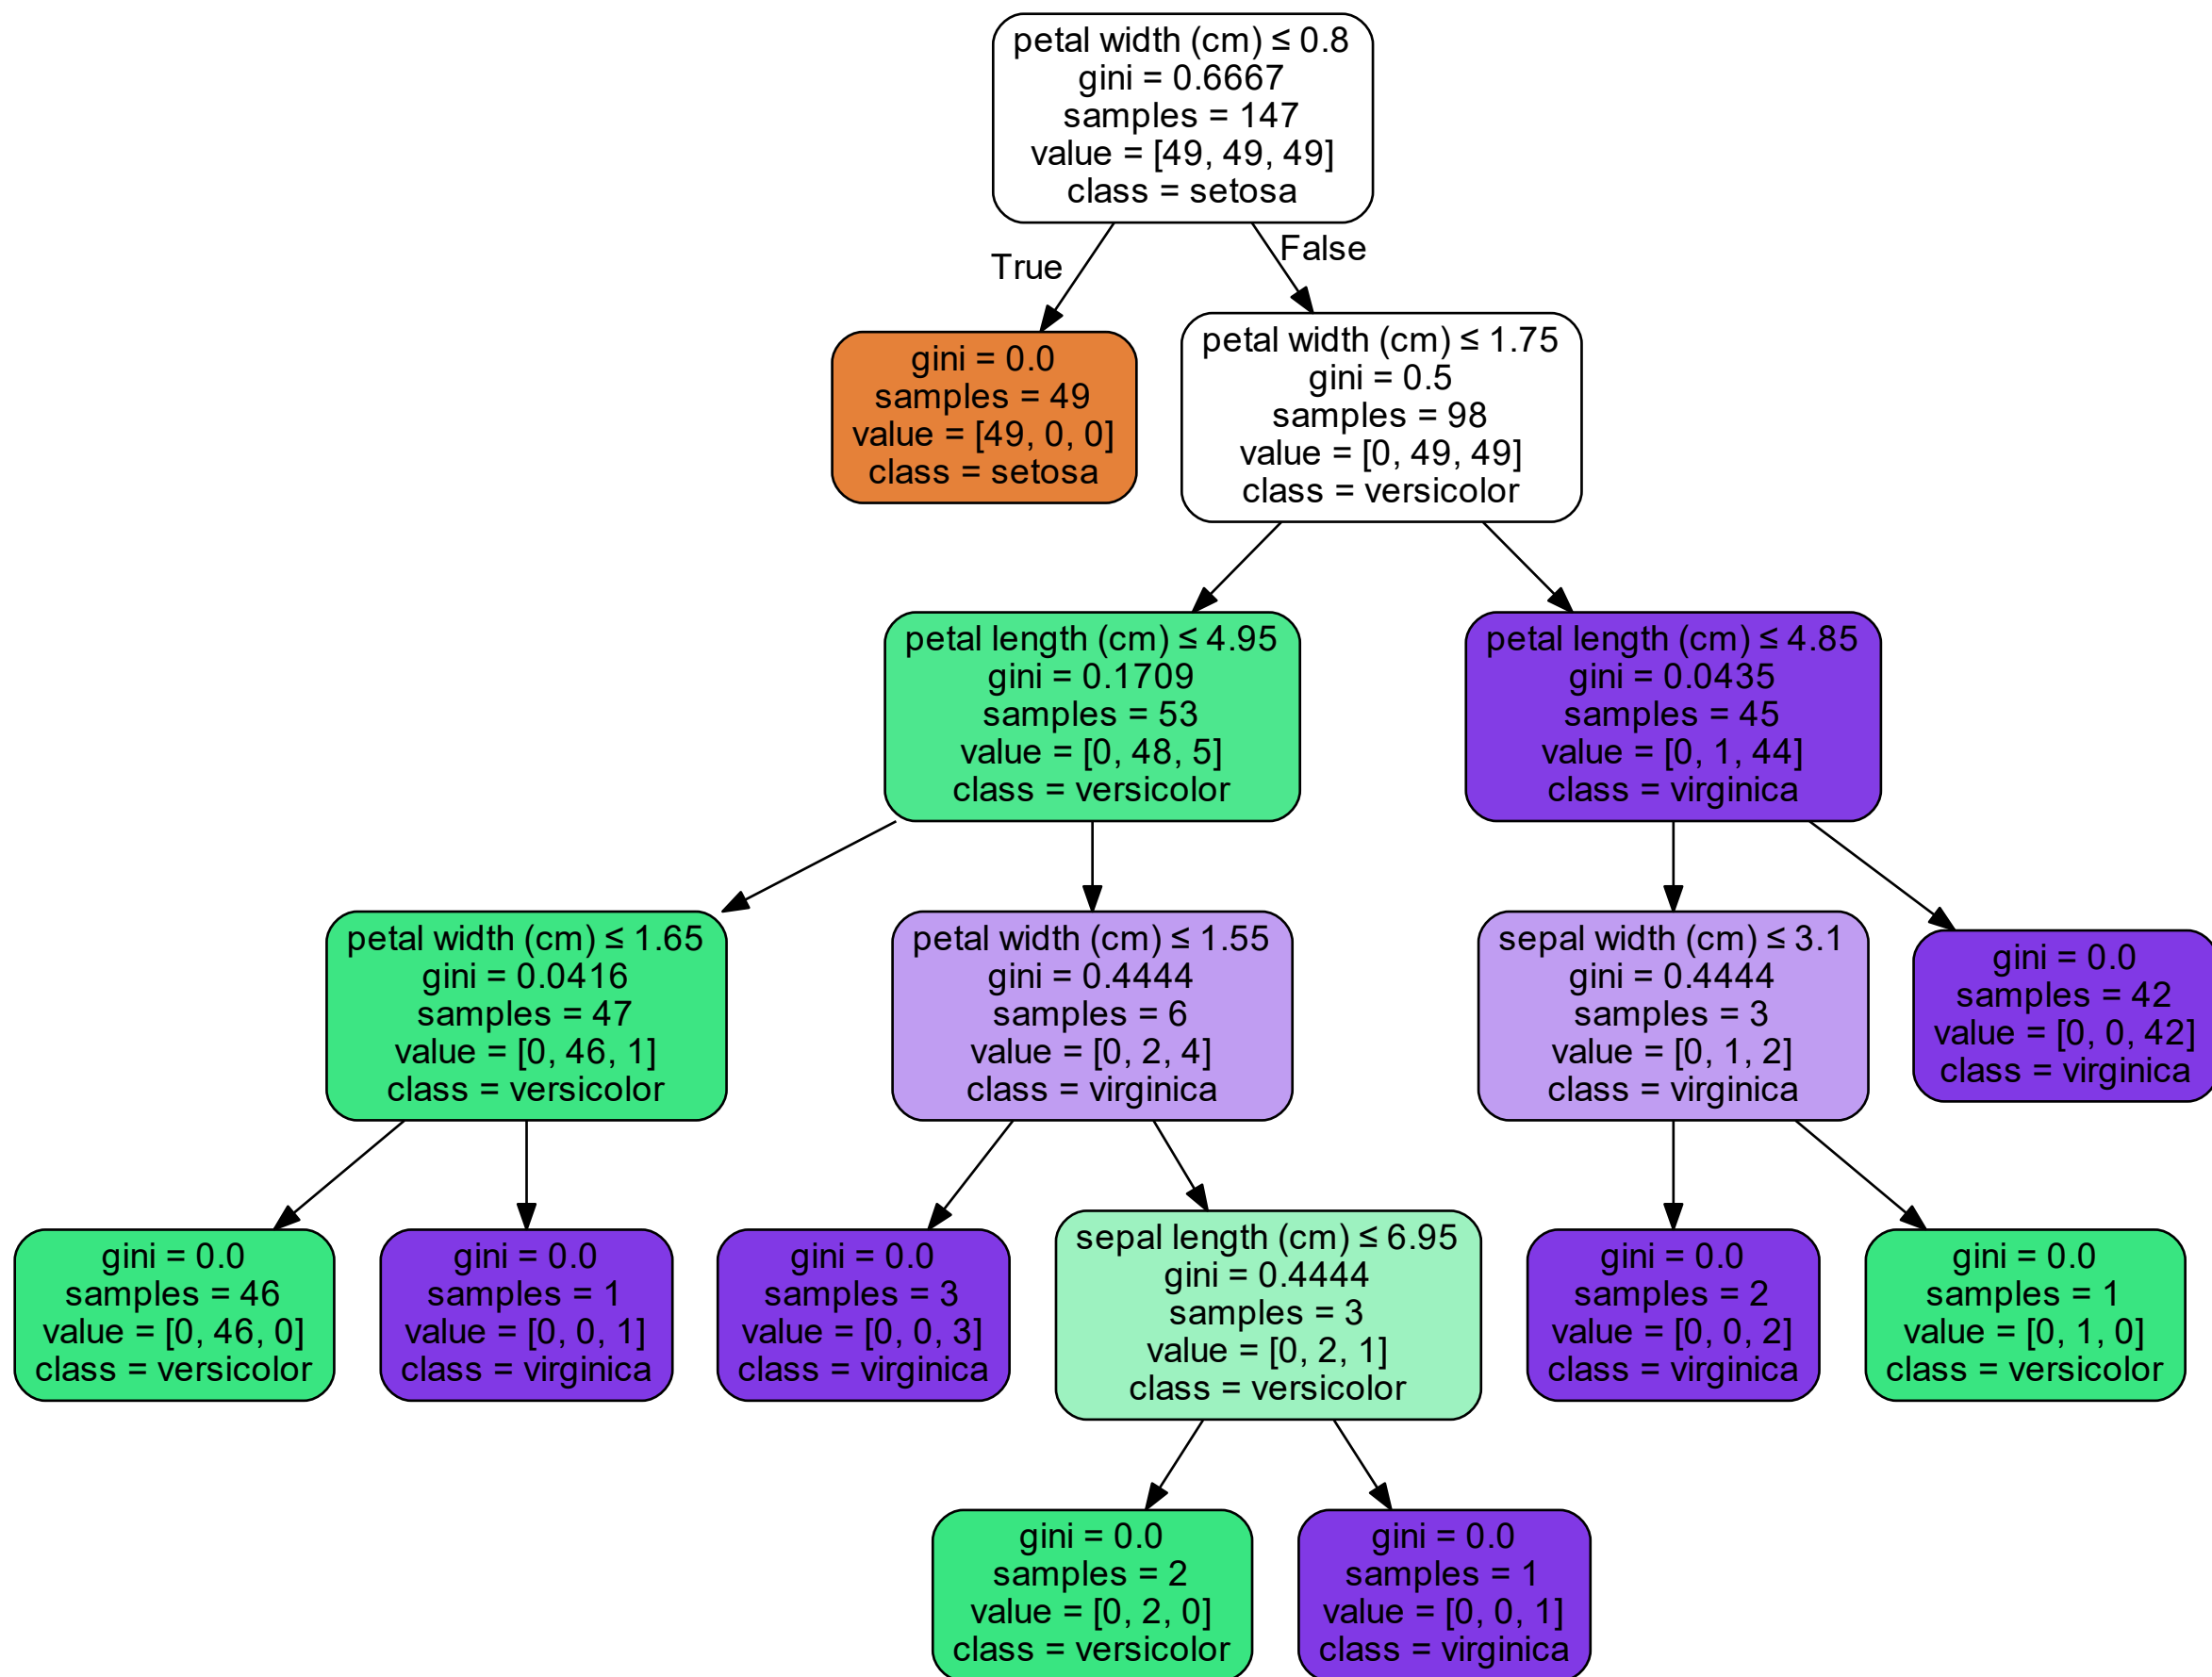 petal width (cm) ≤ 0.8
gini = 0.6667
samples = 147
value = [49, 49, 49]
class = setosa
True
False
gini = 0.0
samples = 49
value = [49, 0, 0]
class = setosa
petal width (cm) ≤ 1.75
gini = 0.5
samples = 98
value = [0, 49, 49]
class = versicolor
petal length (cm) ≤ 4.95
gini = 0.1709
samples = 53
value = [0, 48, 5]
class = versicolor
petal length (cm) ≤ 4.85
gini = 0.0435
samples = 45
value = [0, 1, 44]
class = virginica
petal width (cm) ≤ 1.65
gini = 0.0416
samples = 47
value = [0, 46, 1]
class = versicolor
petal width (cm) ≤ 1.55
gini = 0.4444
samples = 6
value = [0, 2, 4]
class = virginica
sepal width (cm) ≤ 3.1
gini = 0.4444
samples = 3
value = [0, 1, 2]
class = virginica
gini = 0.0
samples = 42
value = [0, 0, 42]
class = virginica
gini = 0.0
samples = 46
value = [0, 46, 0]
class = versicolor
gini = 0.0
samples = 1
value = [0, 0, 1]
class = virginica
gini = 0.0
samples = 3
value = [0, 0, 3]
class = virginica
sepal length (cm) ≤ 6.95
gini = 0.4444
samples = 3
value = [0, 2, 1]
class = versicolor
gini = 0.0
samples = 2
value = [0, 0, 2]
class = virginica
gini = 0.0
samples = 1
value = [0, 1, 0]
class = versicolor
gini = 0.0
samples = 2
value = [0, 2, 0]
class = versicolor
gini = 0.0
samples = 1
value = [0, 0, 1]
class = virginica